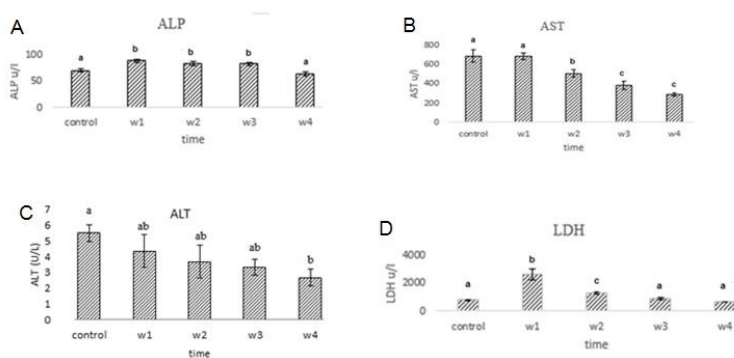 A
ALP
ALP u/l
100
50
0
a
b
b
b
a
control
w1
w2
w3
w4
time
B
AST
AST u/l
800
600
400
200
0
a
a
b
c
c
control
w1
w2
w3
w4
time
C
ALT
ALT (U/L)
7
6
5
4
3
2
1
0
a
ab
ab
ab
b
control
w1
w2
w3
w4
time
D
LDH
LDH u/l
4000
2000
0
a
b
c
a
a
control
w1
w2
w3
w4
time